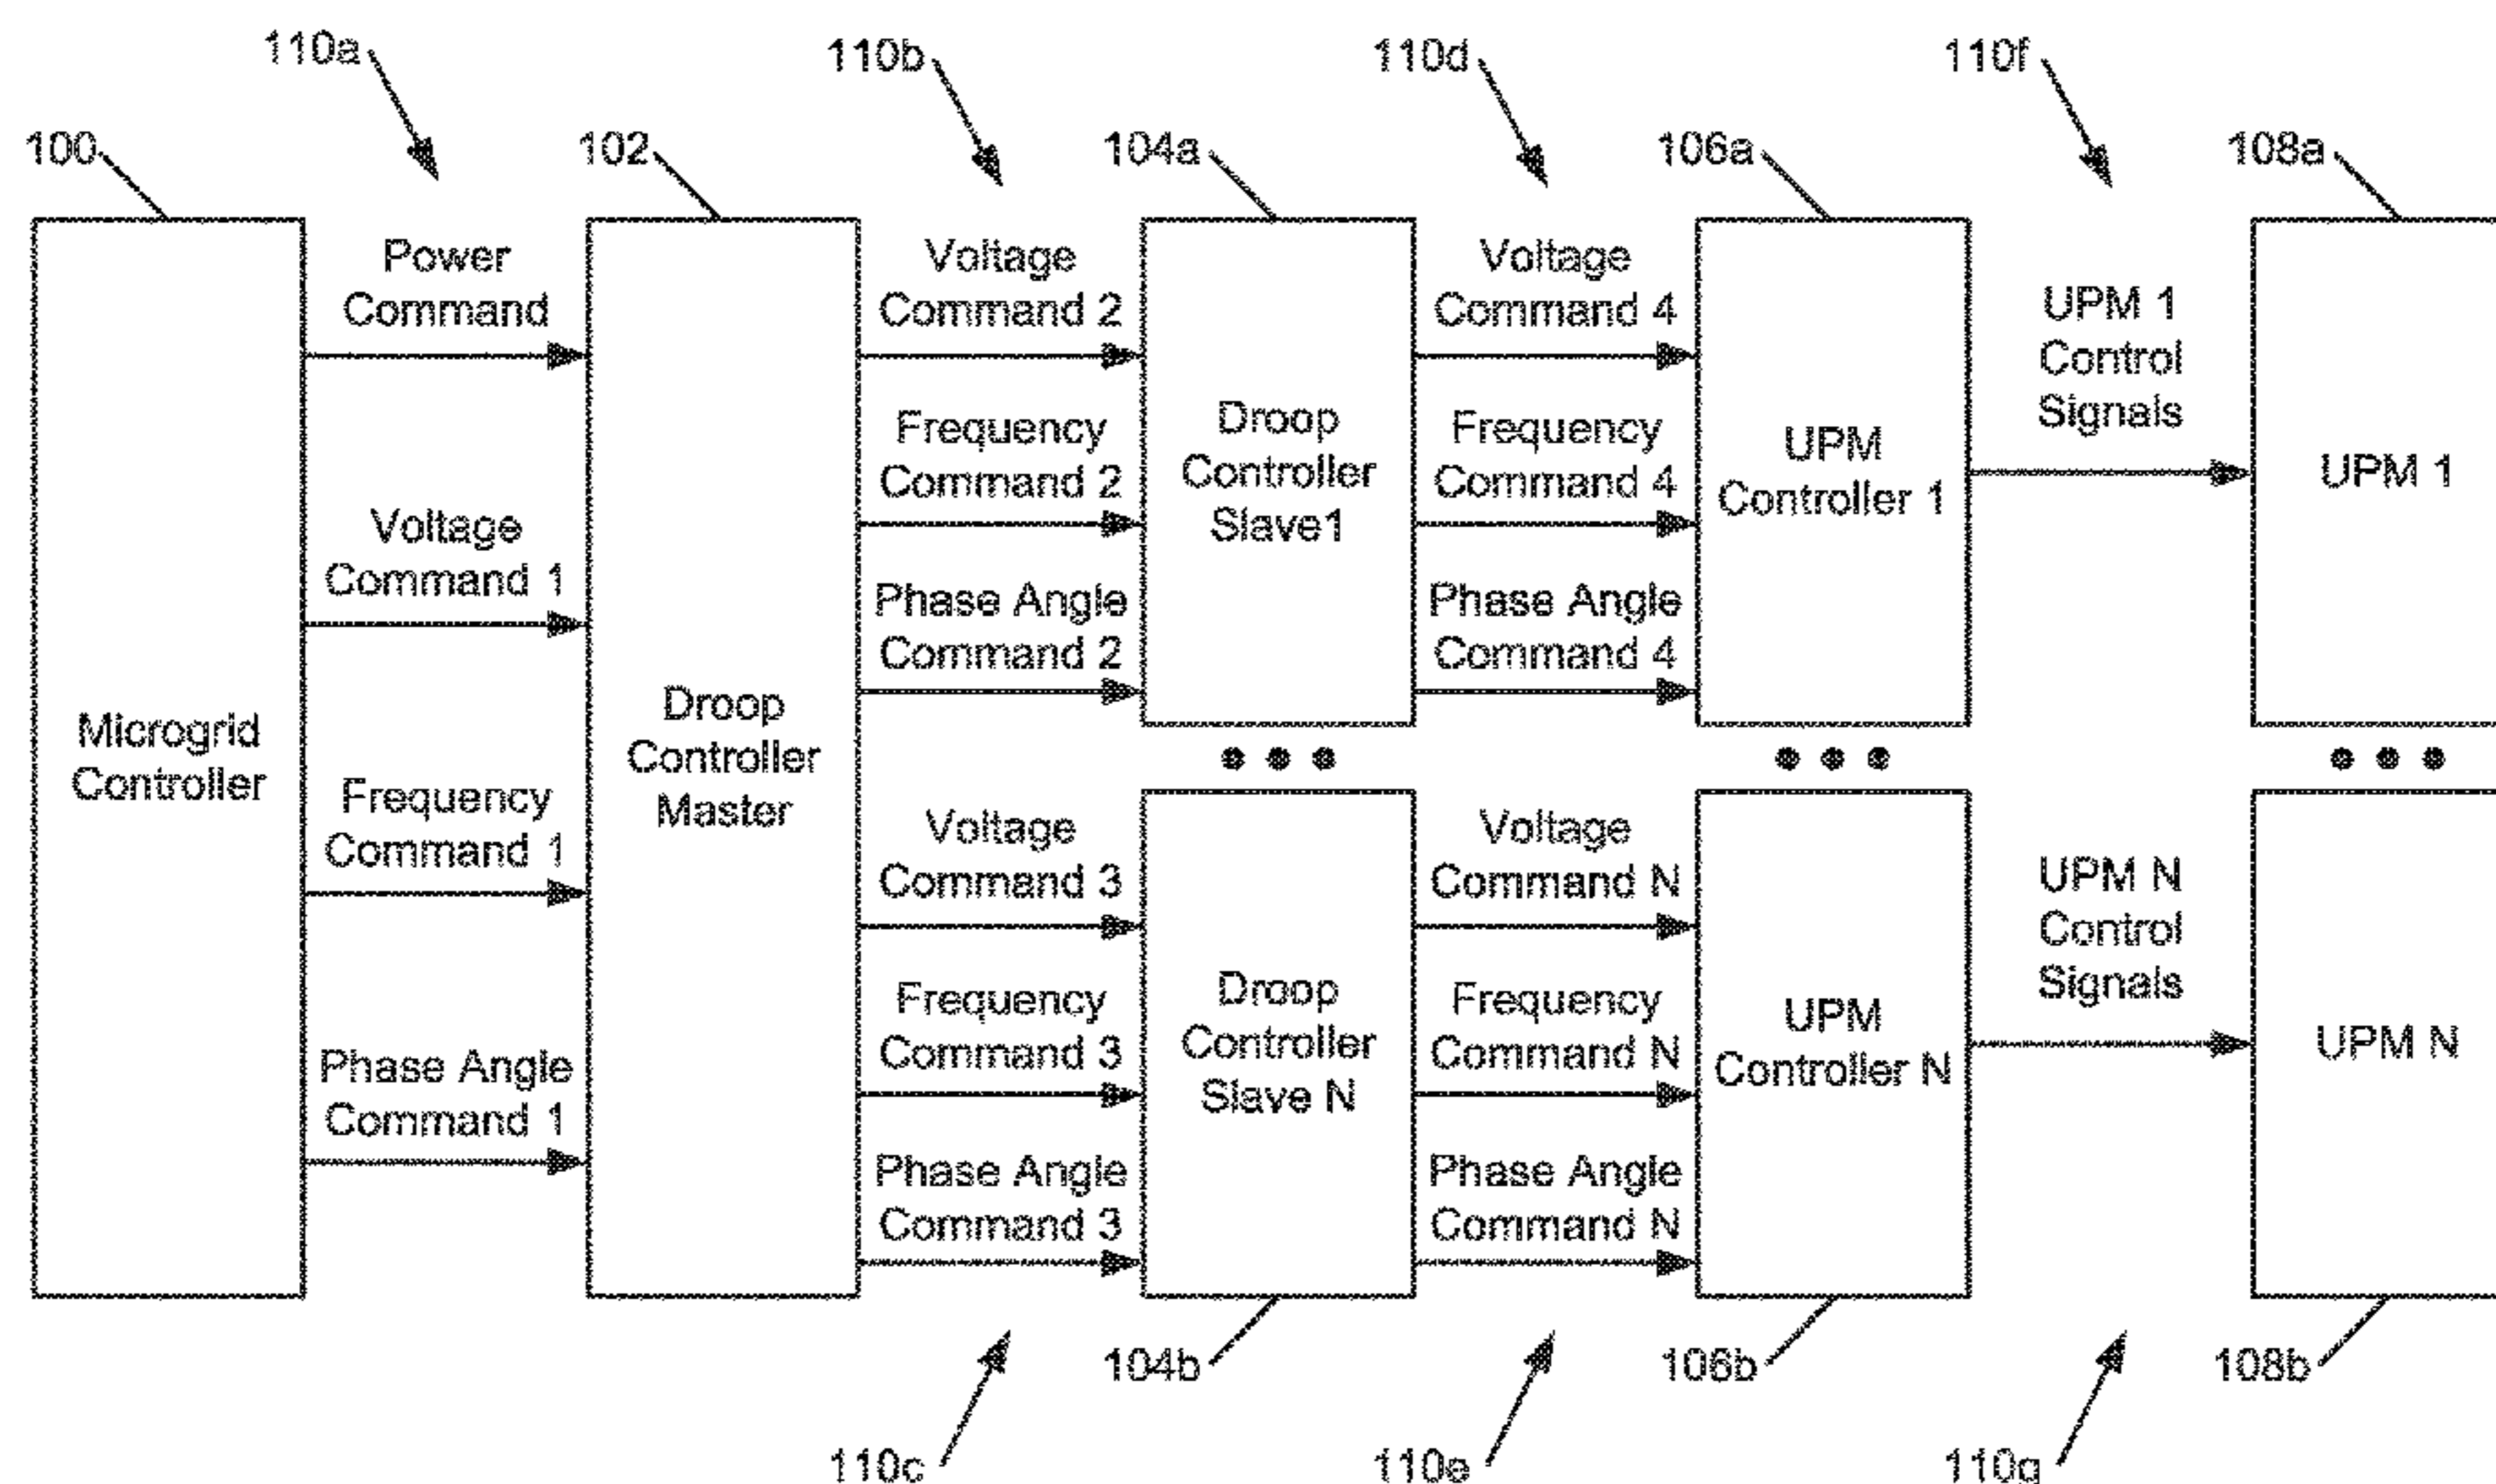 110a
110b
110d
110f
100
102
104a
106a
108a
Power
Command
Voltage
Command 1
Frequency
Command 1
Phase Angle
Command 1
Microgrid
Controller
Droop
Controller
Master
Voltage
Command 2
Frequency
Command 2
Phase Angle
Command 2
Voltage
Command 3
Frequency
Command 3
Phase Angle
Command 3
Droop
Controller
Slave1
Droop
Controller
Slave N
Voltage
Command 4
Frequency
Command 4
Phase Angle
Command 4
Voltage
Command N
Frequency
Command N
Phase Angle
Command N
UPM
Controller 1
UPM
Controller N
UPM 1
Control
Signals
UPM N
Control
Signals
UPM 1
UPM N
104b
106b
108b
110c
110e
110g